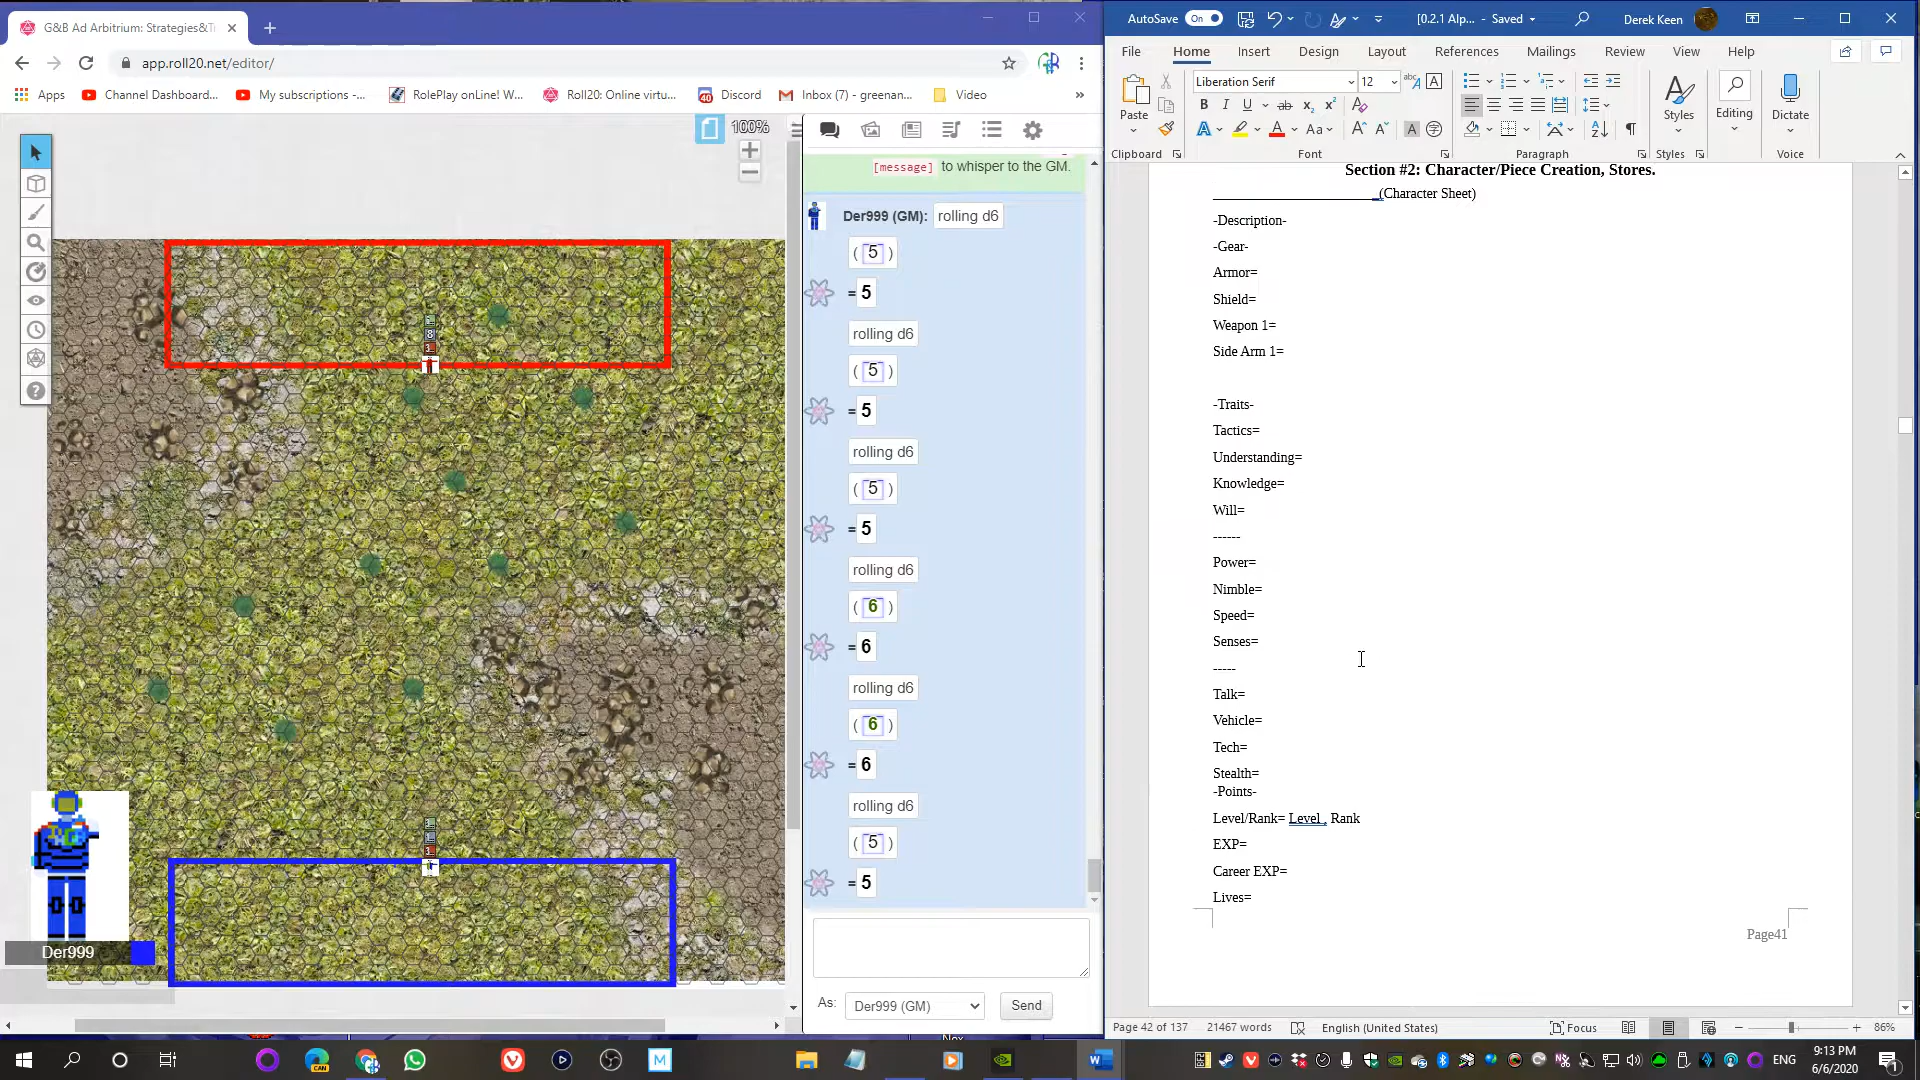 G&B Ad Arbitrium: Strategies&T
app.roll20.net/editor/
Apps
Channel Dashboard...
My subscriptions -...
RolePlay onLine! W...
Roll20: Online virtu...
Discord
Inbox (7) - greenan...
Video
»
100%
[message] to whisper to the GM.
Der999 (GM): rolling d6
( 5 )
= 5
rolling d6
( 5 )
= 5
rolling d6
( 5 )
= 5
rolling d6
( 6 )
= 6
rolling d6
( 6 )
= 6
rolling d6
( 5 )
= 5
Der999
As: Der999 (GM)
Send
AutoSave On
[0.2.1 Alp... - Saved
Derek Keen
File Home Insert Design Layout References Mailings Review View Help
Liberation Serif 12
Paste
Styles
Editing
Dictate
Clipboard Font Paragraph Styles Voice
Section #2: Character/Piece Creation, Stores.
(Character Sheet)
-Description-
-Gear-
Armor=
Shield=
Weapon 1=
Side Arm 1=
-Traits-
Tactics=
Understanding=
Knowledge=
Will=
------
Power=
Nimble=
Speed=
Senses=
-----
Talk=
Vehicle=
Tech=
Stealth=
-Points-
Level/Rank= Level , Rank
EXP=
Career EXP=
Lives=
Page41
Page 42 of 137 21467 words English (United States) Focus 86%
ENG
9:13 PM
6/6/2020